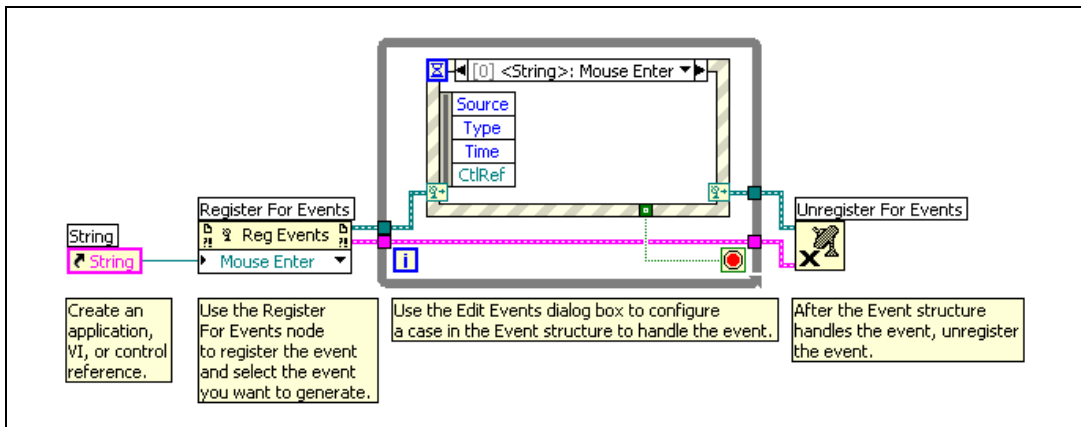 [0] <String>: Mouse Enter
Source
Type
Time
CtlRef
Register For Events
Unregister For Events
String
?! Reg Events ?!
String
Mouse Enter
i
X
Create an
application,
VI, or control
reference.
Use the Register
For Events node
to register the event
and select the event
you want to generate.
Use the Edit Events dialog box to configure
a case in the Event structure to handle the event.
After the Event structure
handles the event, unregister
the event.